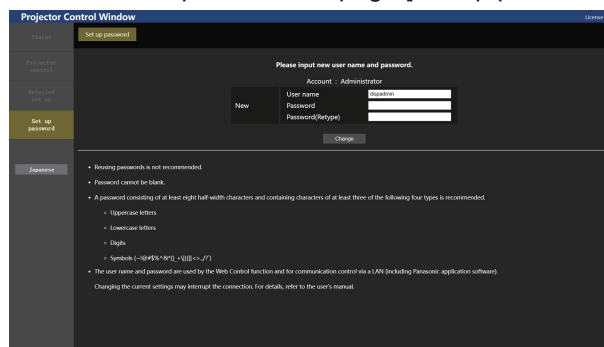 Projector Control Window
License
Status
Set up password
Projector control
Detailed set up
Set up password
Japanese
Please input new user name and password.
Account : Administrator
New
User name
dispadmin
Password
Password(Retype)
Change
• Reusing passwords is not recommended.
• Password cannot be blank.
• A password consisting of at least eight half-width characters and containing characters of at least three of the following four types is recommended.
Uppercase letters
Lowercase letters
Digits
Symbols
• The user name and password are used by the Web Control function and for communication control via a LAN (including Panasonic application software).
Changing the current settings may interrupt the connection. For details, refer to the user's manual.